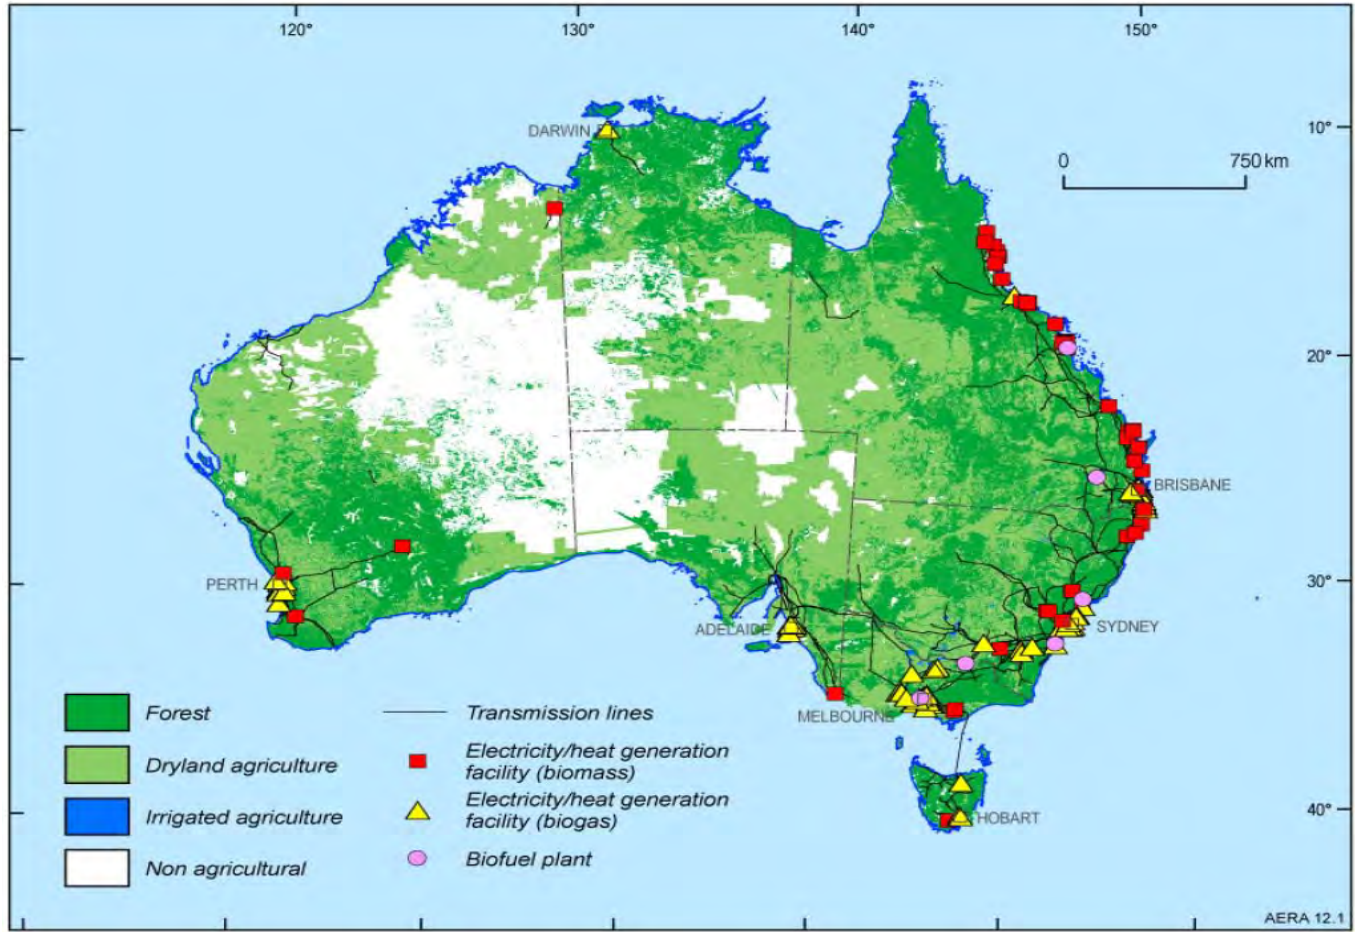 120°
130°
140°
150°
DARWIN
10°
0
750 km
20°
BRISBANE
PERTH
30°
ADELAIDE
SYDNEY
MELBOURNE
Forest
Dryland agriculture
Irrigated agriculture
Non agricultural
Transmission lines
Electricity/heat generation
facility (biomass)
Electricity/heat generation
facility (biogas)
Biofuel plant
HOBART
40°
AERA 12.1